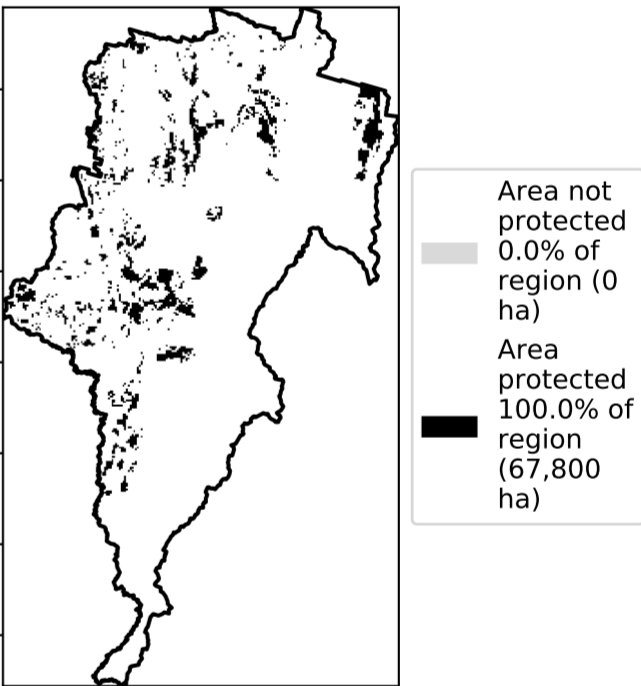 Area not
protected
0.0% of
region (0
ha)
Area
protected
100.0% of
region
(67,800
ha)